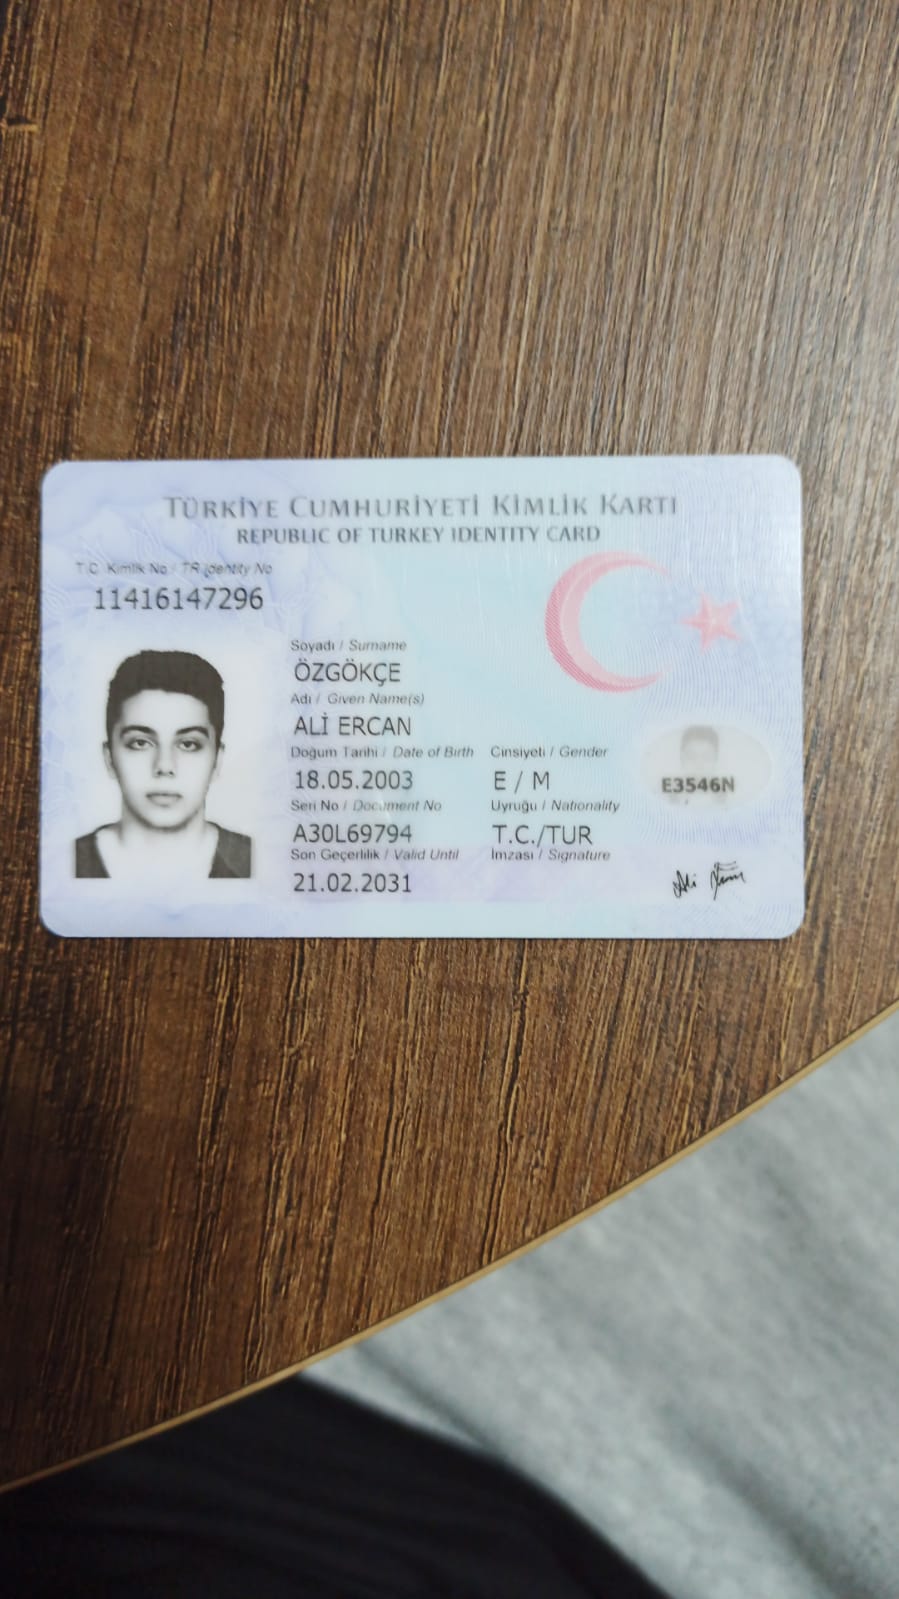 TÜRKİYE CUMHURİYETİ KİMLİK KARTI
REPUBLIC OF TURKEY IDENTITY CARD
T.C. Kimlik No / TR Identity No
11416147296
Soyadı / Surname
ÖZGÖKÇE
Adı / Given Name(s)
ALİ ERCAN
Doğum Tarihi / Date of Birth Cinsiyeti / Gender
18.05.2003 E / M
E3546N
Seri No / Document No Uyruğu / Nationality
A30L69794 T.C./TUR
Son Geçerlilik / Valid Until İmzası / Signature
21.02.2031
Ali